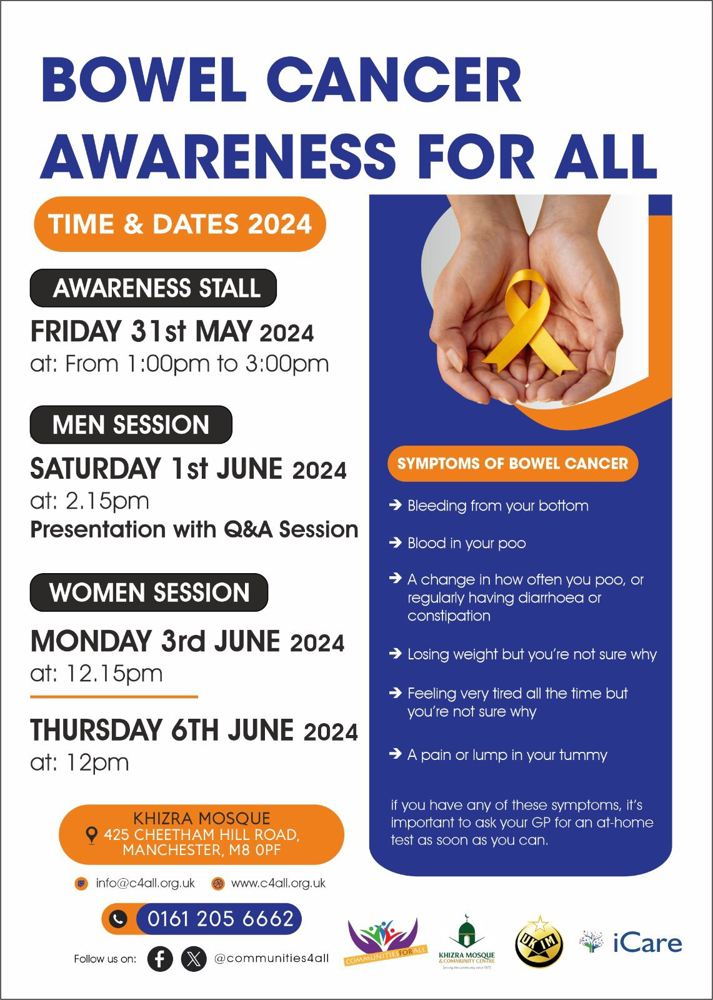 BOWEL CANCER
AWARENESS FOR ALL
TIME & DATES 2024
AWARENESS STALL
FRIDAY 31st MAY 2024
at: From 1:00pm to 3:00pm
MEN SESSION
SATURDAY 1st JUNE 2024
at: 2.15pm
Presentation with Q&A Session
WOMEN SESSION
MONDAY 3rd JUNE 2024
at: 12.15pm
THURSDAY 6TH JUNE 2024
at: 12pm
KHIZRA MOSQUE
425 CHEETHAM HILL ROAD,
MANCHESTER, M8 0PF
info@c4all.org.uk www.c4all.org.uk
0161 205 6662
Follow us on: @communities4all
SYMPTOMS OF BOWEL CANCER
Bleeding from your bottom
Blood in your poo
A change in how often you poo, or
regularly having diarrhoea or
constipation
Losing weight but you're not sure why
Feeling very tired all the time but
you're not sure why
A pain or lump in your tummy
if you have any of these symptoms, it's
important to ask your GP for an at-home
test as soon as you can.
COMMUNITIESFORALL
KHIZRA MOSQUE
& COMMUNITY CENTRE
Serving the community since 1975
UKIM
iCare